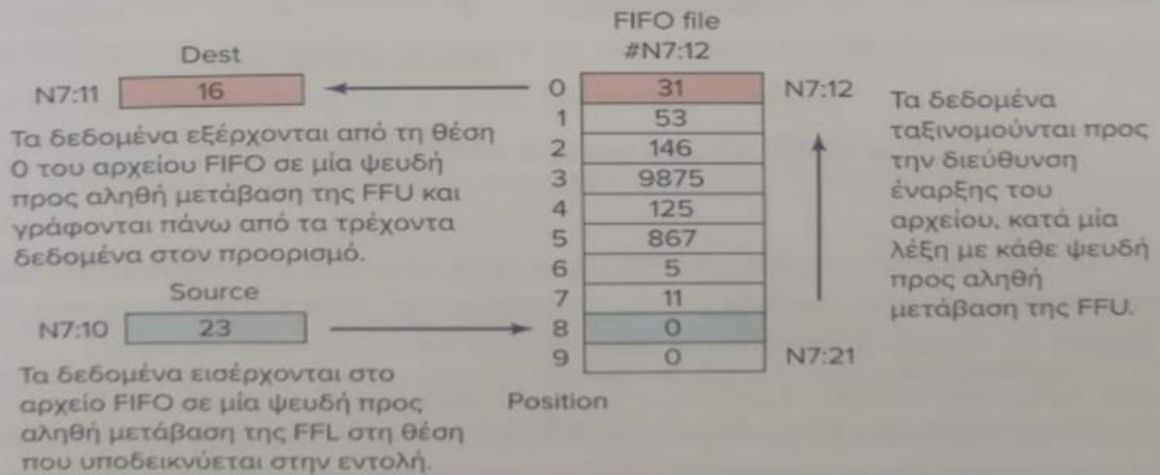 FIFO file
#N7:12
Dest
N7:11
16
Τα δεδομένα εξέρχονται από τη θέση
0 του αρχείου FIFO σε μία ψευδή
προς αληθή μετάβαση της FFU και
γράφονται πάνω από τα τρέχοντα
δεδομένα στον προορισμό.
Source
N7:10
23
Τα δεδομένα εισέρχονται στο
αρχείο FIFO σε μία ψευδή προς
αληθή μετάβαση της FFL στη θέση
που υποδεικνύεται στην εντολή.
0 31 N7:12
1 53
2 146
3 9875
4 125
5 867
6 5
7 11
8 0
9 0 N7:21
Position
Τα δεδομένα
ταξινομούνται προς
την διεύθυνση
έναρξης του
αρχείου, κατά μία
λέξη με κάθε ψευδή
προς αληθή
μετάβαση της FFU.